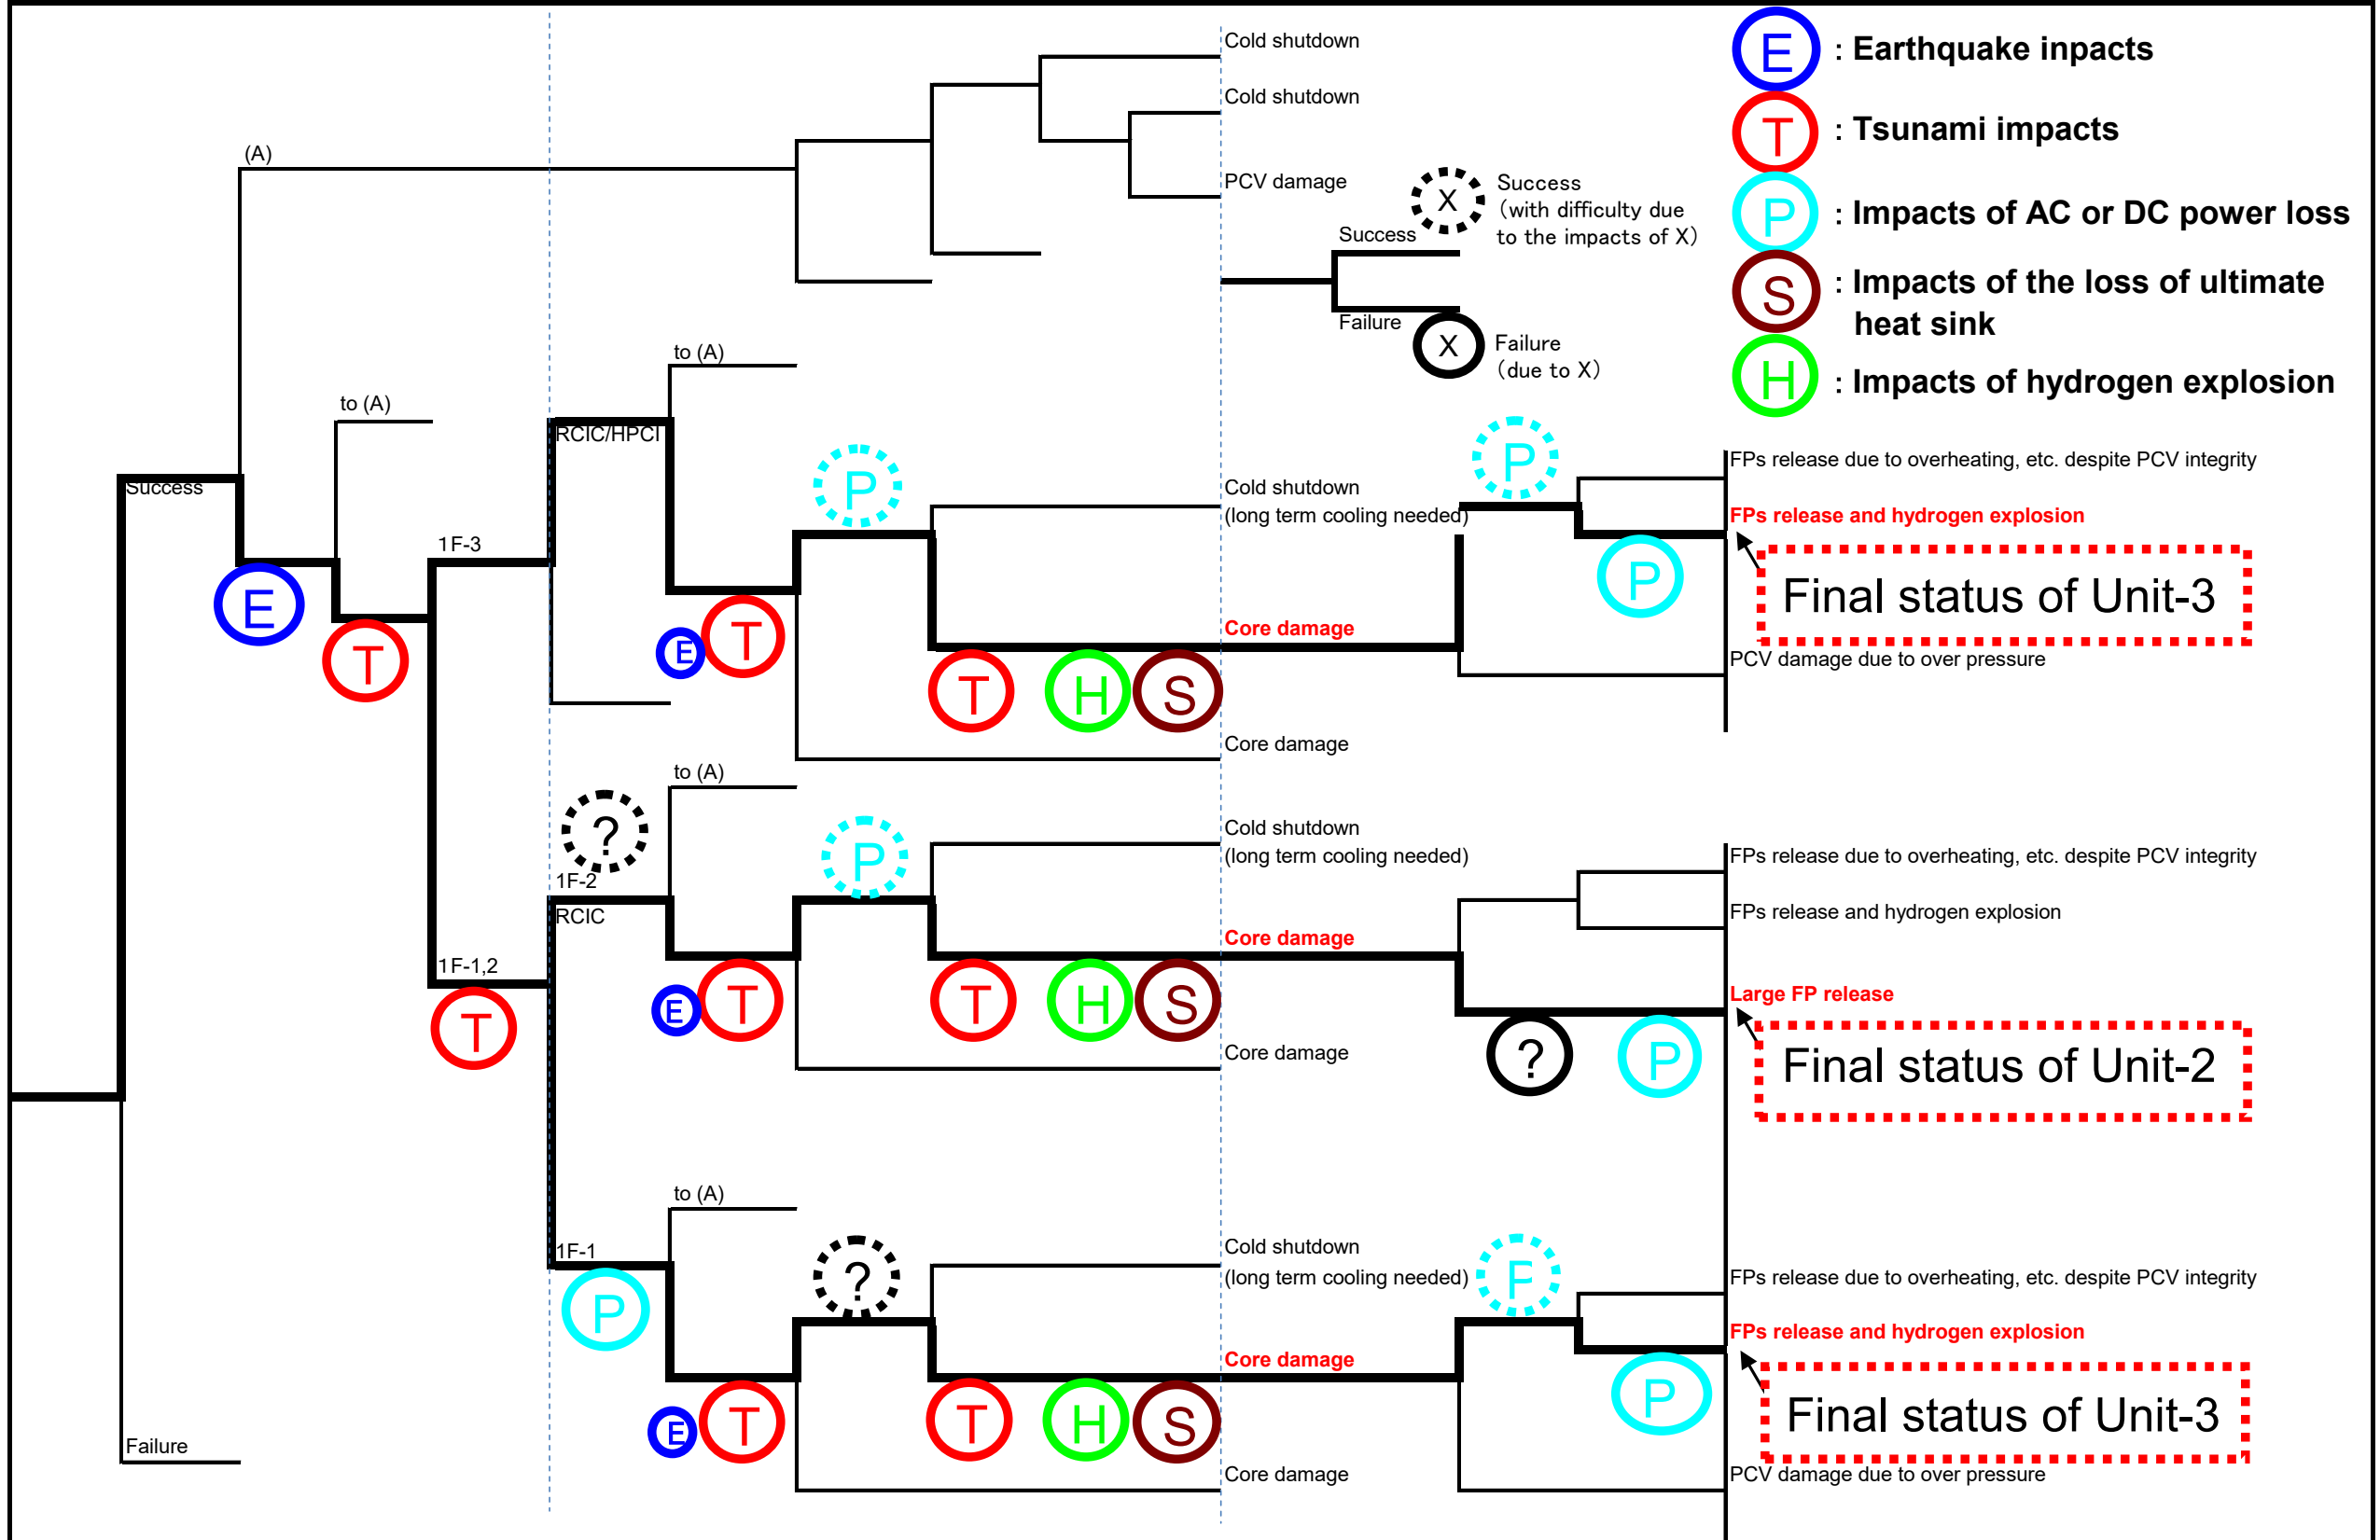 Cold shutdown
Cold shutdown
PCV damage
(A)
X
Success
(with difficulty due
to the impacts of X)
Success
Failure
X
Failure
(due to X)
E : Earthquake inpacts
T : Tsunami impacts
P : Impacts of AC or DC power loss
S : Impacts of the loss of ultimate
heat sink
H : Impacts of hydrogen explosion
to (A)
to (A)
RCIC/HPCI
Success
1F-3
E
T
E
T
P
Cold shutdown
(long term cooling needed)
Core damage
T
H
S
Core damage
P
P
FPs release due to overheating, etc. despite PCV integrity
FPs release and hydrogen explosion
Final status of Unit-3
PCV damage due to over pressure
to (A)
?
1F-2
RCIC
1F-1,2
T
E
T
P
Cold shutdown
(long term cooling needed)
Core damage
T
H
S
Core damage
?
P
FPs release due to overheating, etc. despite PCV integrity
FPs release and hydrogen explosion
Large FP release
Final status of Unit-2
to (A)
1F-1
P
E
T
?
Cold shutdown
(long term cooling needed)
Core damage
T
H
S
Core damage
P
P
FPs release due to overheating, etc. despite PCV integrity
FPs release and hydrogen explosion
Final status of Unit-3
PCV damage due to over pressure
Failure